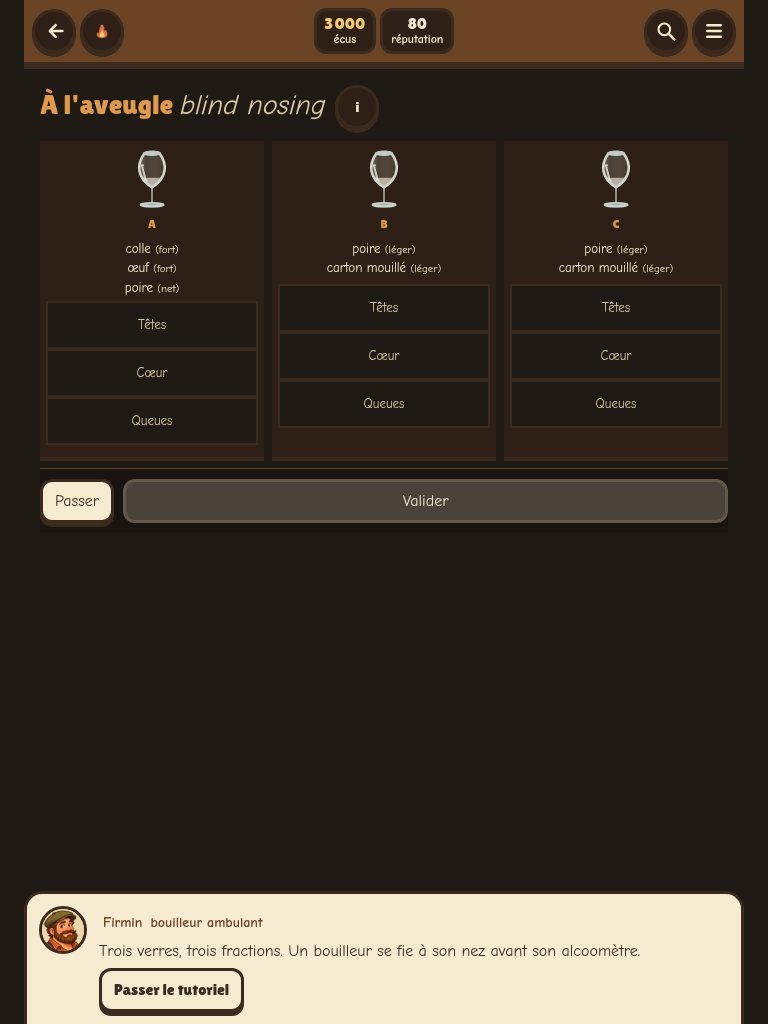 3 000
écus
80
réputation
À l'aveugle blind nosing
i
A
colle (fort)
œuf (fort)
poire (net)
Têtes
Cœur
Queues
B
poire (léger)
carton mouillé (léger)
Têtes
Cœur
Queues
C
poire (léger)
carton mouillé (léger)
Têtes
Cœur
Queues
Passer
Valider
Firmin bouilleur ambulant
Trois verres, trois fractions. Un bouilleur se fie à son nez avant son alcoomètre.
Passer le tutoriel